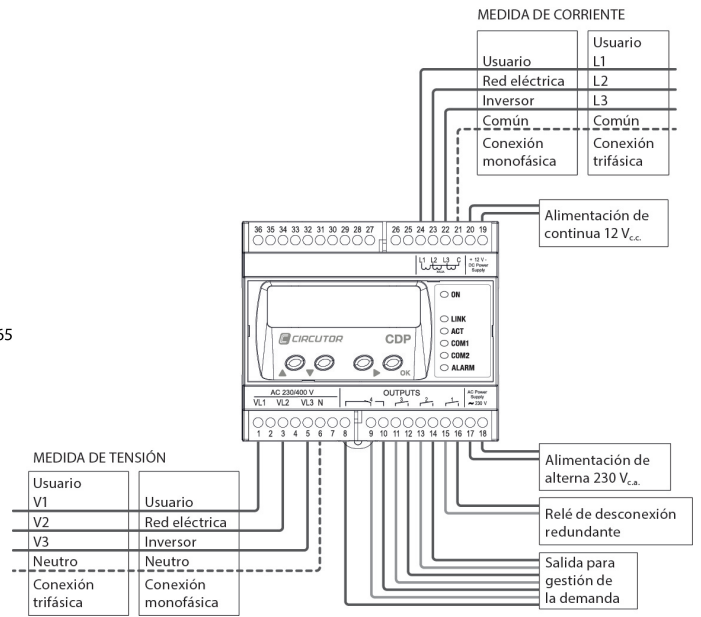 MEDIDA DE CORRIENTE
Usuario
Usuario L1
Red eléctrica L2
Inversor L3
Común Común
Conexión monofásica
Conexión trifásica
Alimentación de
continua 12 Vc.c.
36 35 34 33 32 31 30 29 28 27 26 25 24 23 22 21 20 19
L1 L2 L3 C
+ 12 V -
DC Power
Supply
ON
LINK
ACT
COM1
COM2
ALARM
CIRCUTOR CDP
OK
65
AC 230/400 V
VL1 VL2 VL3 N
OUTPUTS
4 3 2 1
AC Power
Supply
~ 230 V
1 2 3 4 5 6 7 8 9 10 11 12 13 14 15 16 17 18
MEDIDA DE TENSIÓN
Usuario
V1 Usuario
V2 Red eléctrica
V3 Inversor
Neutro Neutro
Conexión trifásica
Conexión monofásica
Alimentación de
alterna 230 Vc.a.
Relé de desconexión
redundante
Salida para
gestión de
la demanda